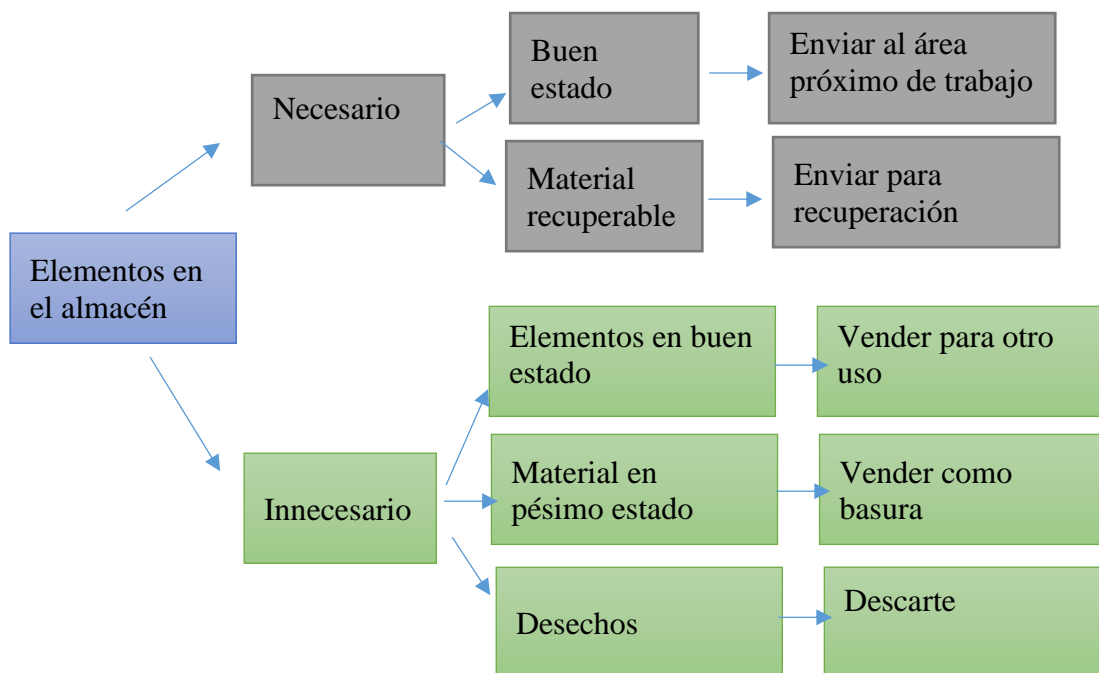 Buen
estado
Enviar al área
próximo de trabajo
Necesario
Material
recuperable
Enviar para
recuperación
Elementos en
el almacén
Elementos en buen
estado
Vender para otro
uso
Innecesario
Material en
pésimo estado
Vender como
basura
Desechos
Descarte